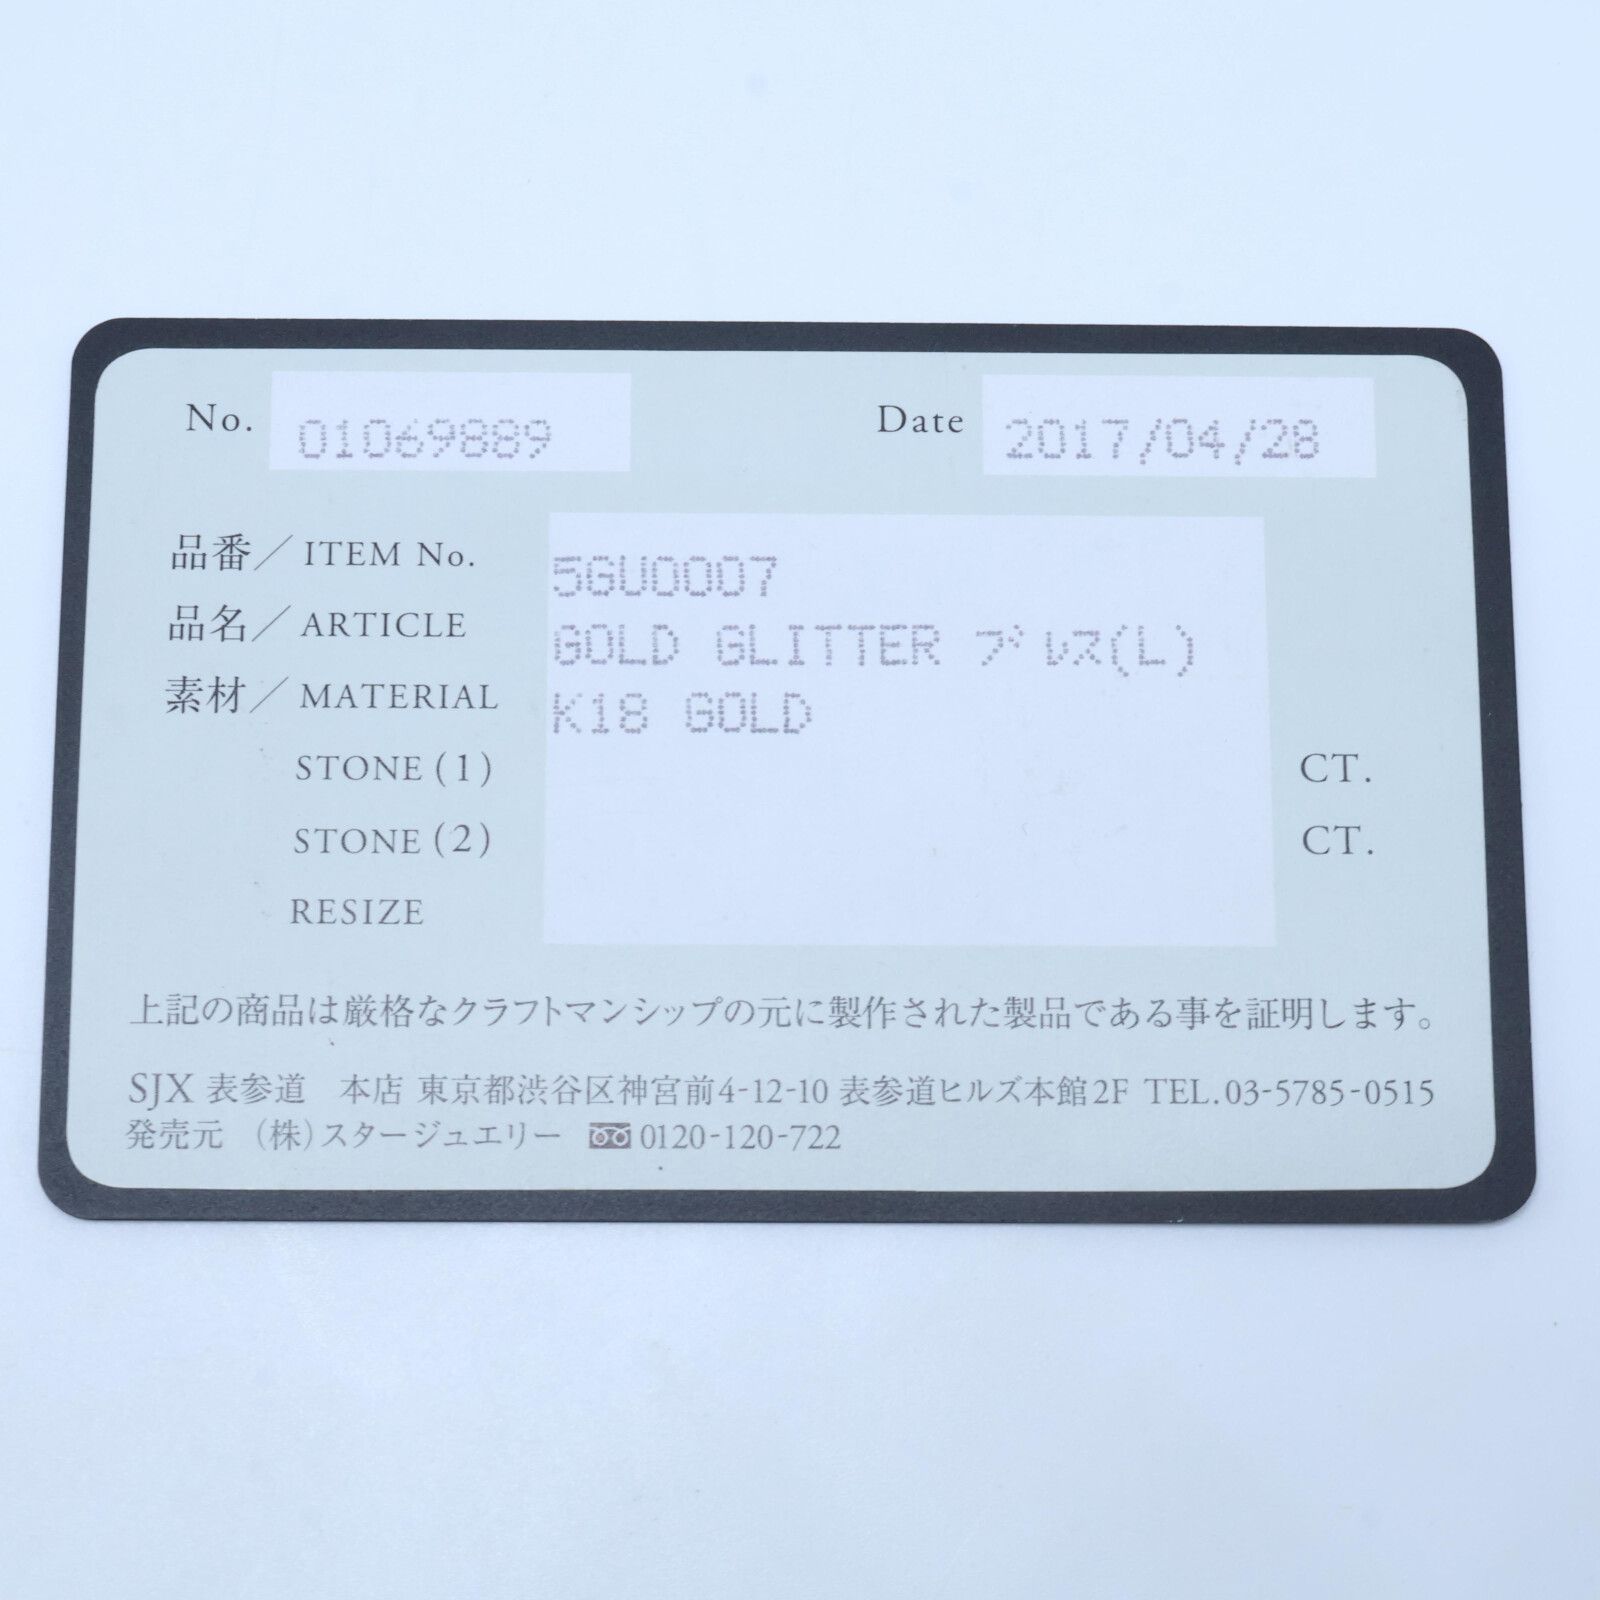 No. 01069889 Date 2017/04/28
品番／ITEM No. 5GU0007
品名／ARTICLE GOLD GLITTER ﾌﾞﾚｽ(L)
素材／MATERIAL K18 GOLD
STONE (1) CT.
STONE (2) CT.
RESIZE
上記の商品は厳格なクラフトマンシップの元に製作された製品である事を証明します。
SJX 表参道　本店 東京都渋谷区神宮前4-12-10 表参道ヒルズ本館2F TEL.03-5785-0515
発売元　(株)スタージュエリー 0120-120-722